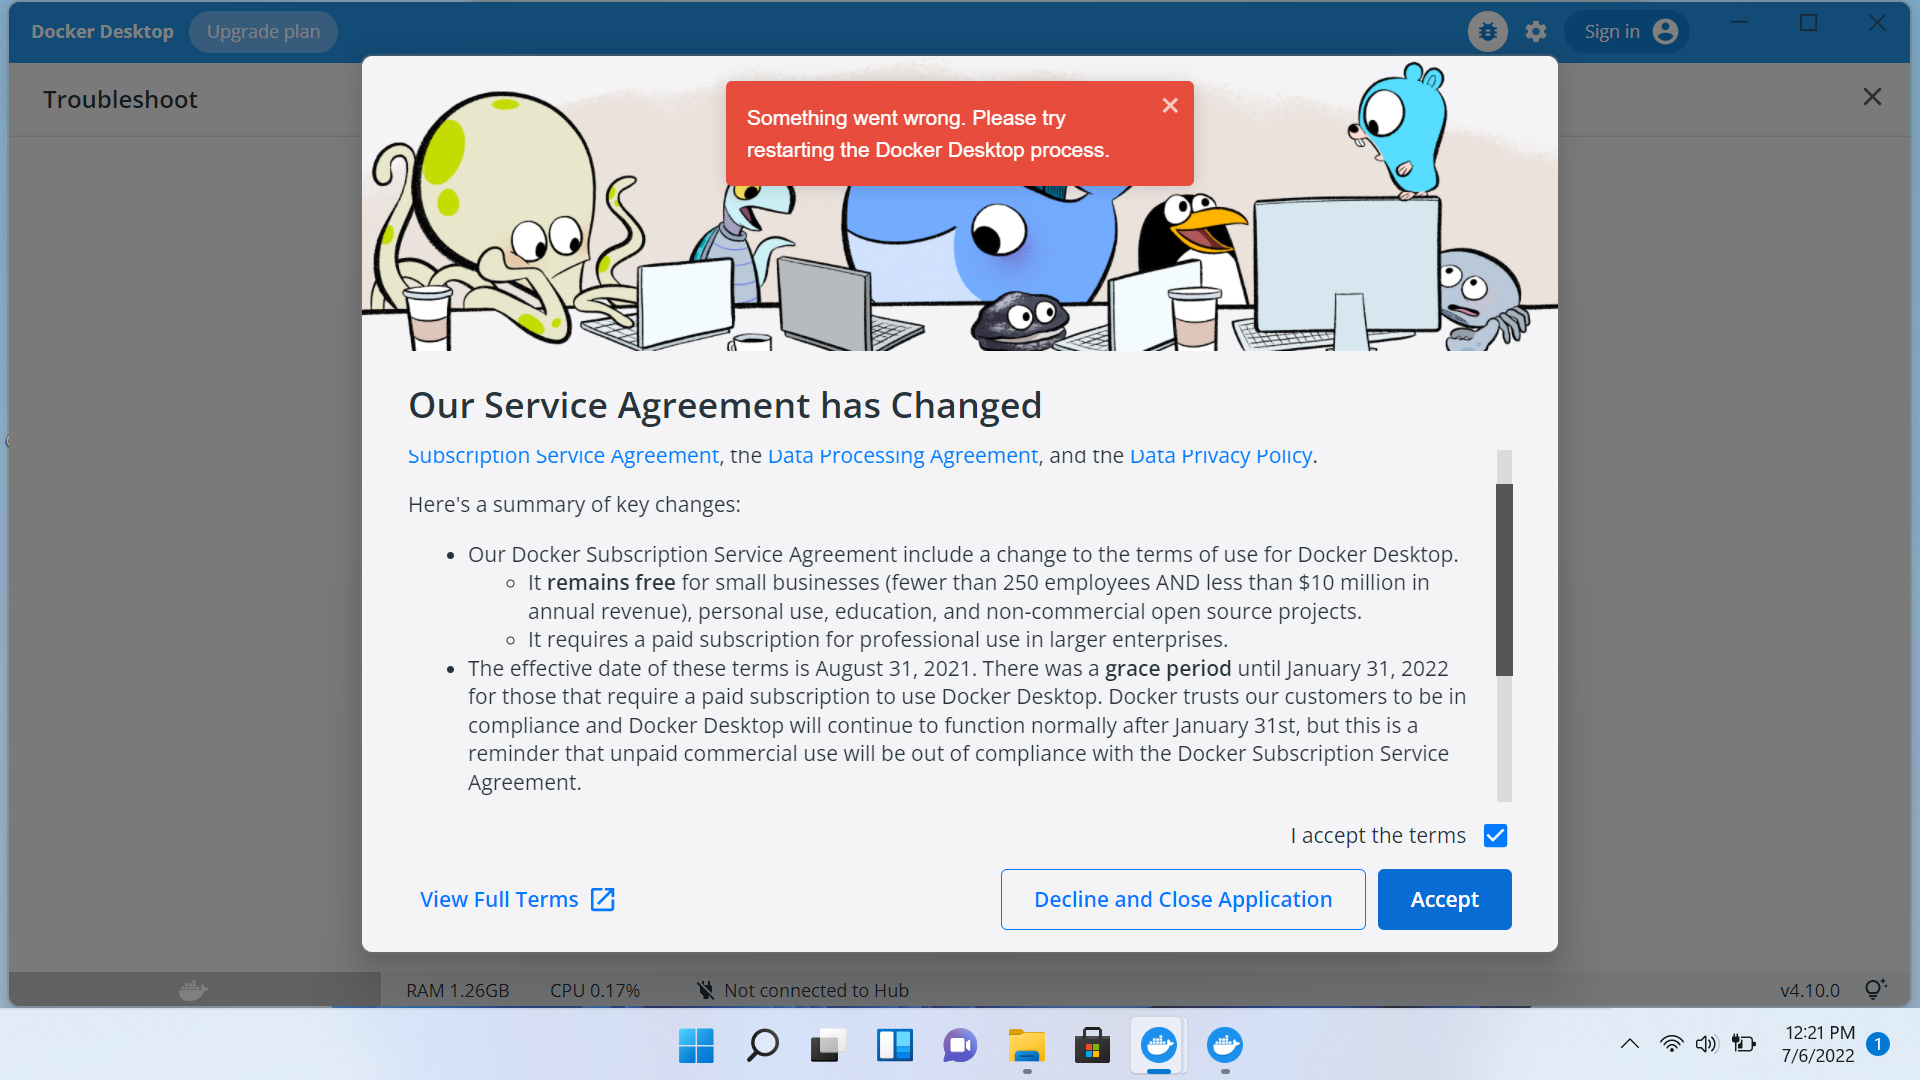 Docker Desktop
Upgrade plan
Sign in
Troubleshoot
Something went wrong. Please try
restarting the Docker Desktop process.
Our Service Agreement has Changed
Subscription Service Agreement, the Data Processing Agreement, and the Data Privacy Policy.
Here's a summary of key changes:
Our Docker Subscription Service Agreement include a change to the terms of use for Docker Desktop.
It remains free for small businesses (fewer than 250 employees AND less than $10 million in
annual revenue), personal use, education, and non-commercial open source projects.
It requires a paid subscription for professional use in larger enterprises.
The effective date of these terms is August 31, 2021. There was a grace period until January 31, 2022
for those that require a paid subscription to use Docker Desktop. Docker trusts our customers to be in
compliance and Docker Desktop will continue to function normally after January 31st, but this is a
reminder that unpaid commercial use will be out of compliance with the Docker Subscription Service
Agreement.
I accept the terms
View Full Terms
Decline and Close Application
Accept
RAM 1.26GB
CPU 0.17%
Not connected to Hub
v4.10.0
12:21 PM
7/6/2022
1